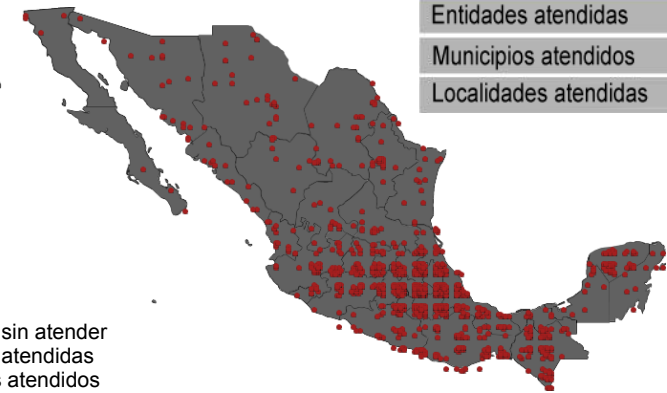 Entidades atendidas
Municipios atendidos
Localidades atendidas
sin atender
atendidas
atendidos